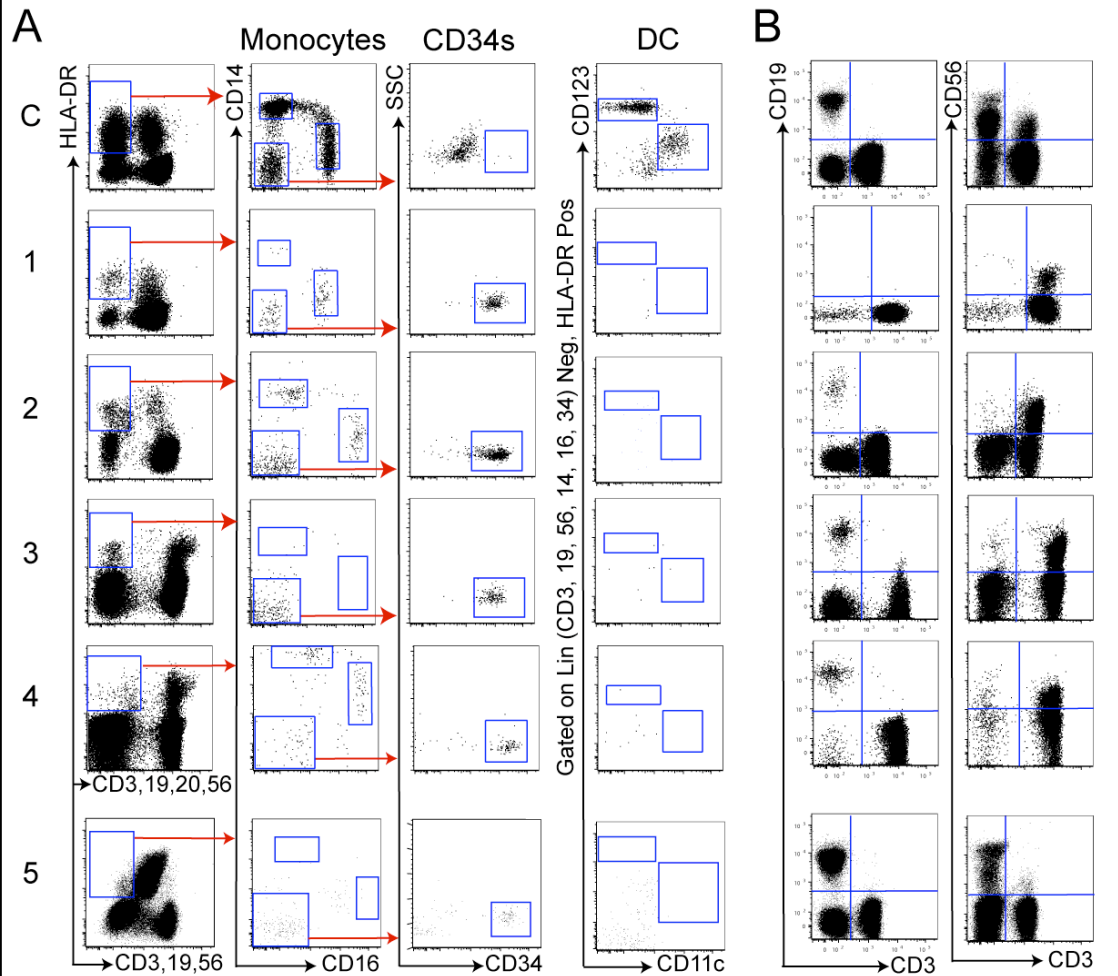 A
B
Monocytes
CD34s
DC
HLA-DR
CD14
SSC
CD123
CD19
CD56
C
1
2
3
4
5
Gated on Lin (CD3, 19, 56, 14, 16, 34) Neg, HLA-DR Pos
CD3,19,20,56
CD3,19,56
CD16
CD34
CD11c
CD3
CD3